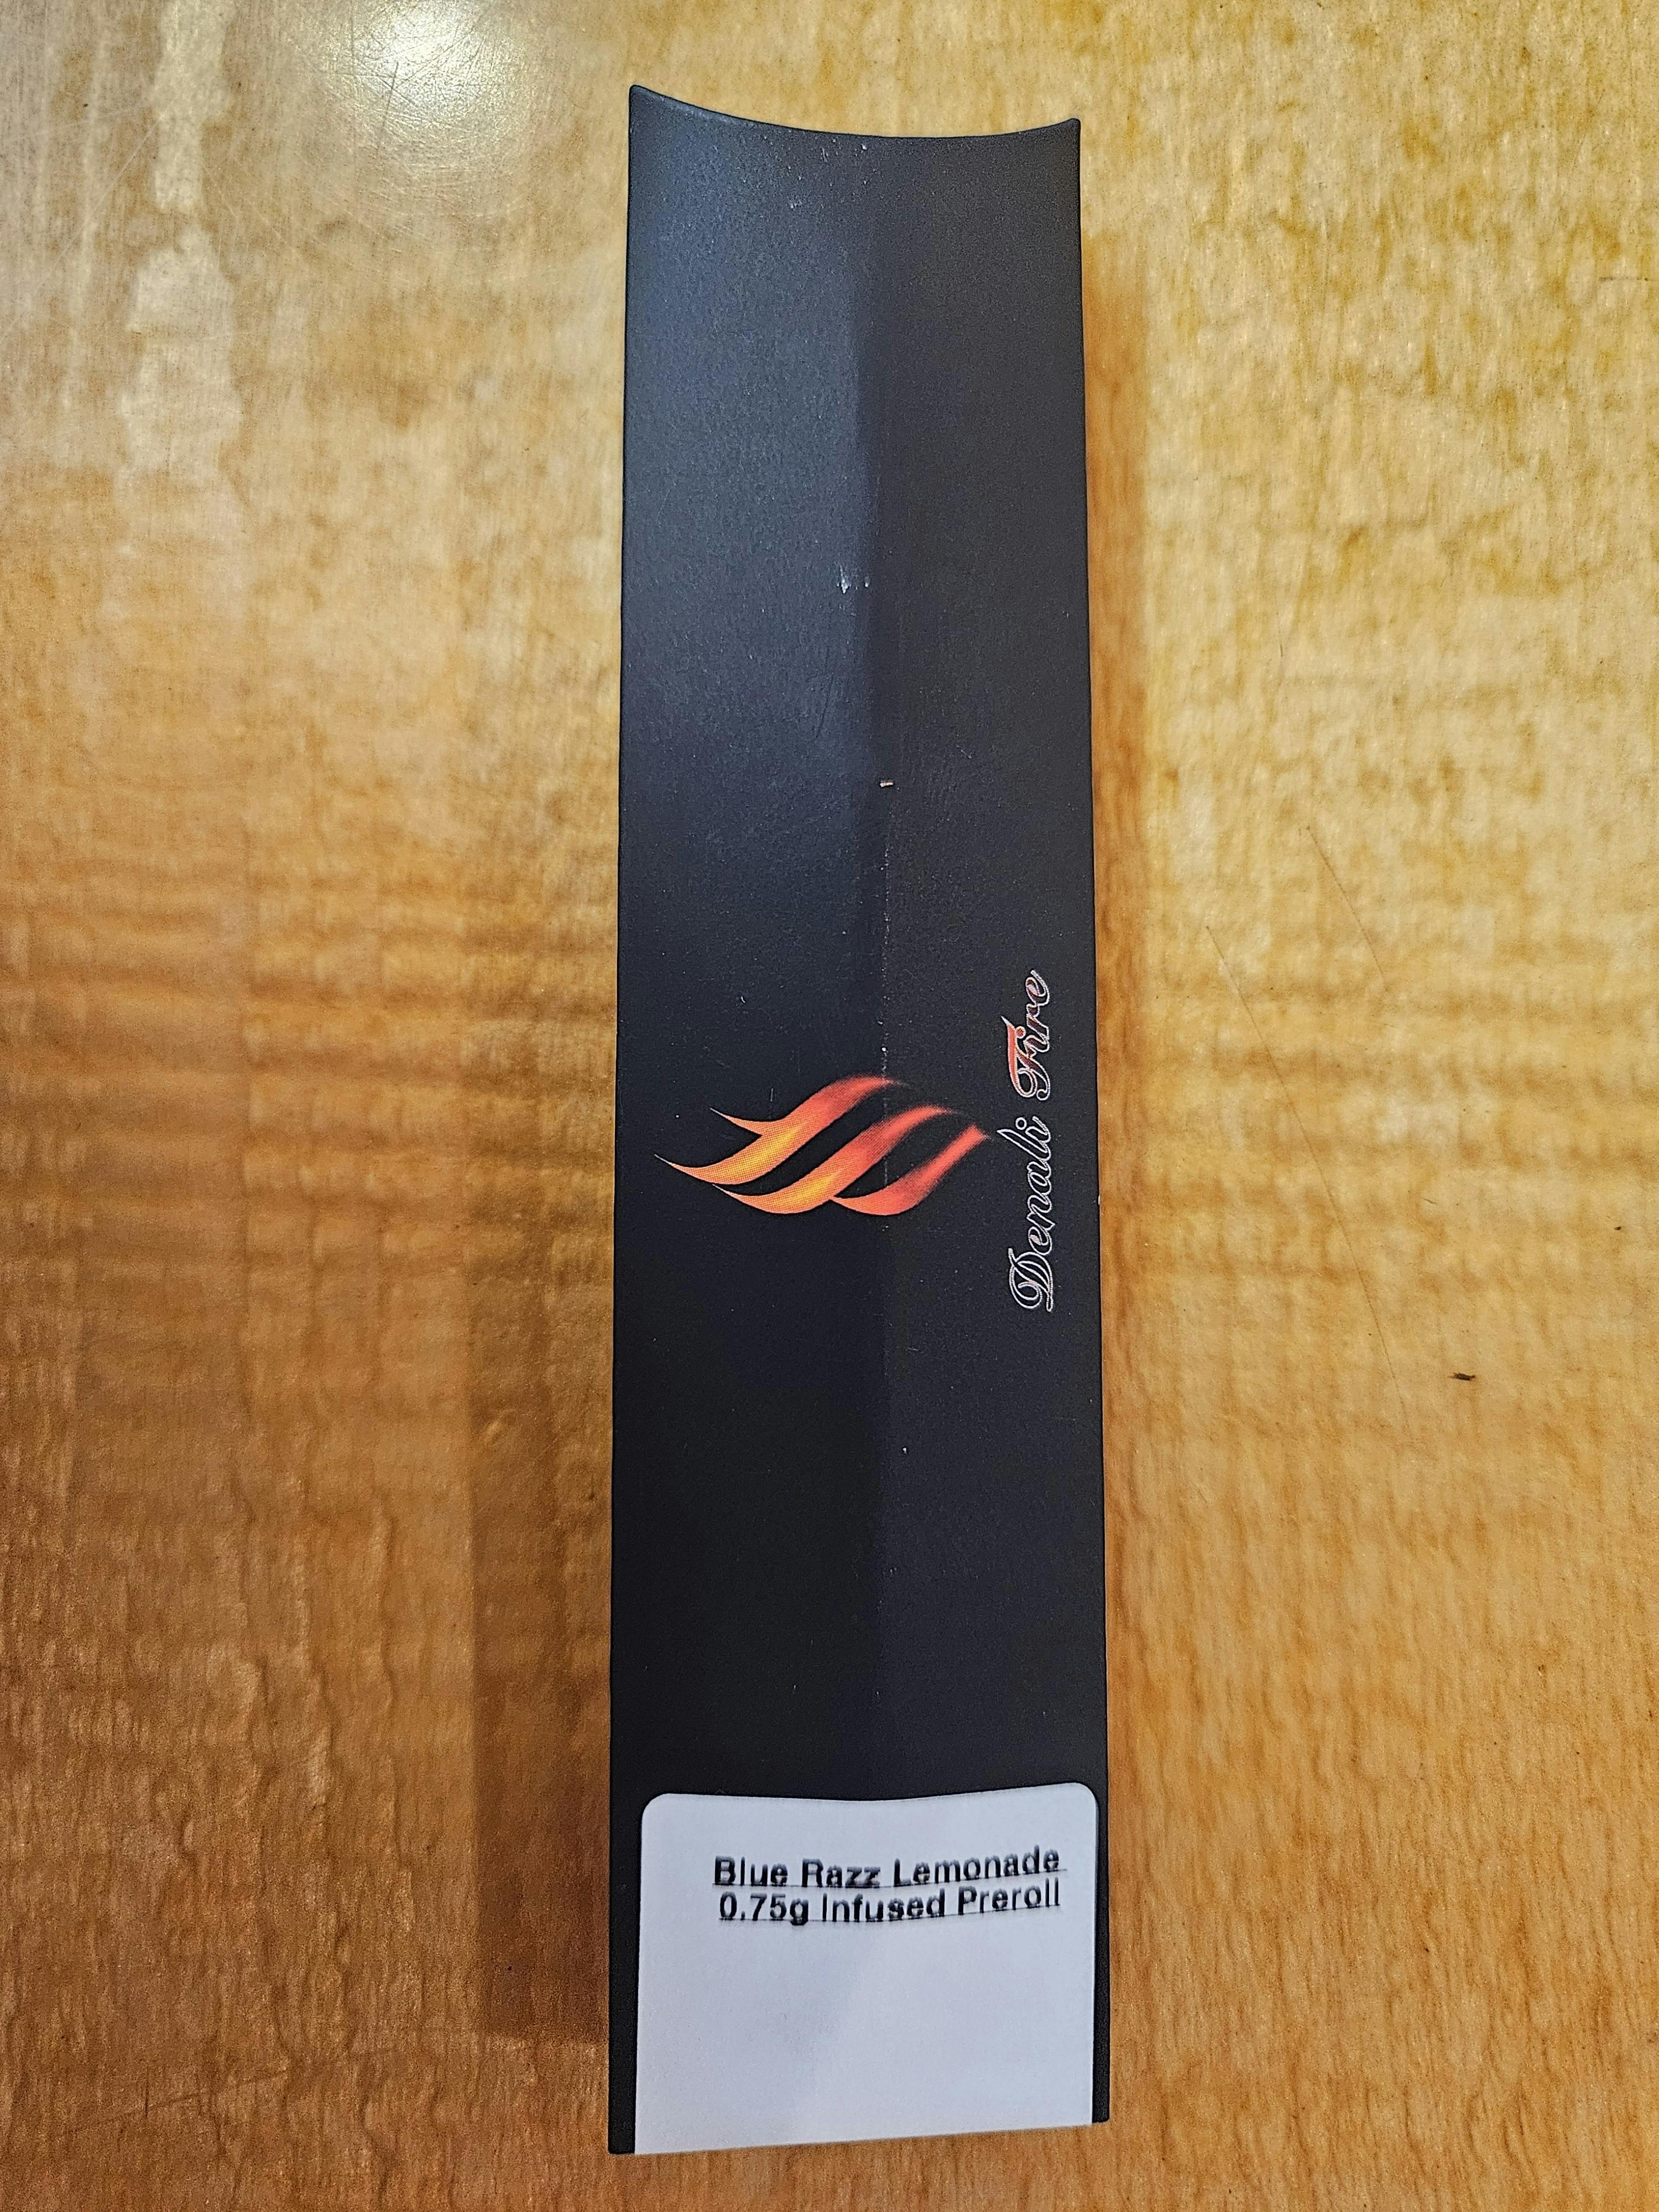 Denali Fire
Blue Razz Lemonade
0.75g Infused Preroll